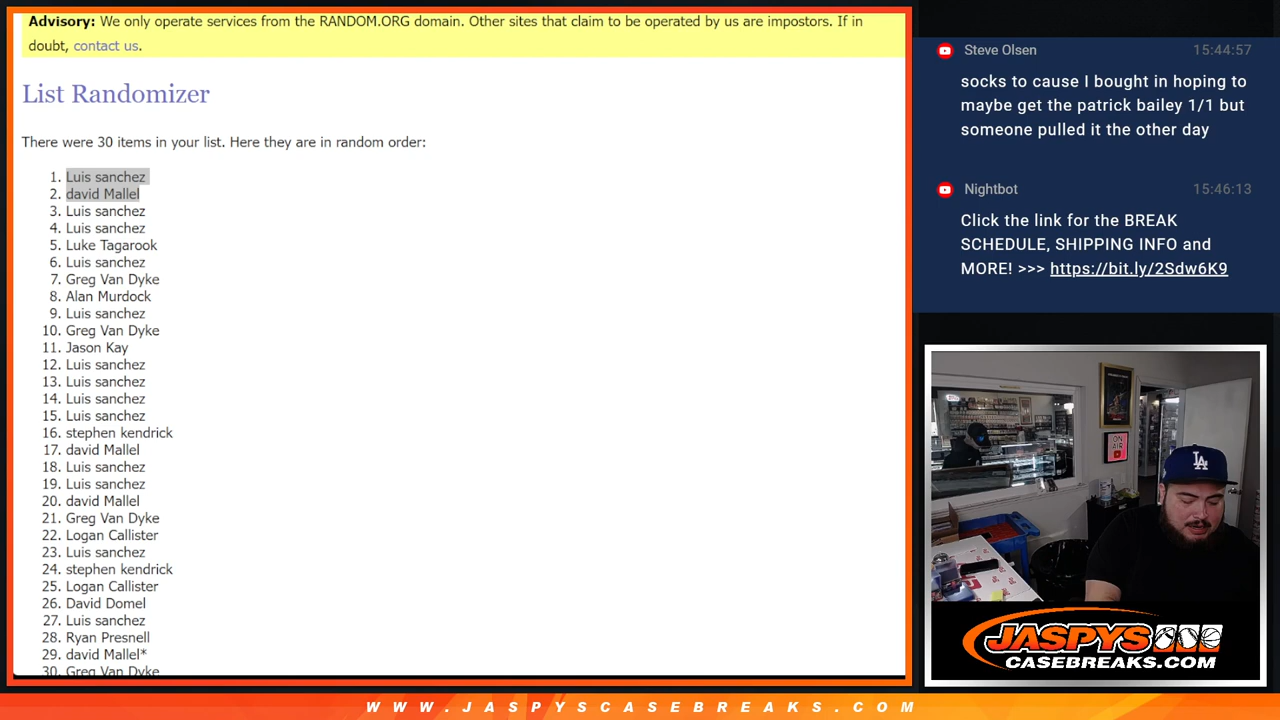 Advisory: We only operate services from the RANDOM.ORG domain. Other sites that claim to be operated by us are impostors. If in
doubt, contact us.
List Randomizer
There were 30 items in your list. Here they are in random order:
1. Luis sanchez
2. david Mallel
3. Luis sanchez
4. Luis sanchez
5. Luke Tagarook
6. Luis sanchez
7. Greg Van Dyke
8. Alan Murdock
9. Luis sanchez
10. Greg Van Dyke
11. Jason Kay
12. Luis sanchez
13. Luis sanchez
14. Luis sanchez
15. Luis sanchez
16. stephen kendrick
17. david Mallel
18. Luis sanchez
19. Luis sanchez
20. david Mallel
21. Greg Van Dyke
22. Logan Callister
23. Luis sanchez
24. stephen kendrick
25. Logan Callister
26. David Domel
27. Luis sanchez
28. Ryan Presnell
29. david Mallel*
30. Greg Van Dyke
Steve Olsen 15:44:57
socks to cause I bought in hoping to
maybe get the patrick bailey 1/1 but
someone pulled it the other day
Nightbot 15:46:13
Click the link for the BREAK
SCHEDULE, SHIPPING INFO and
MORE! >>> https://bit.ly/2Sdw6K9
ON
AIR
LA
JASPYS
CASEBREAKS.COM
WWW.JASPYSCASEBREAKS.COM